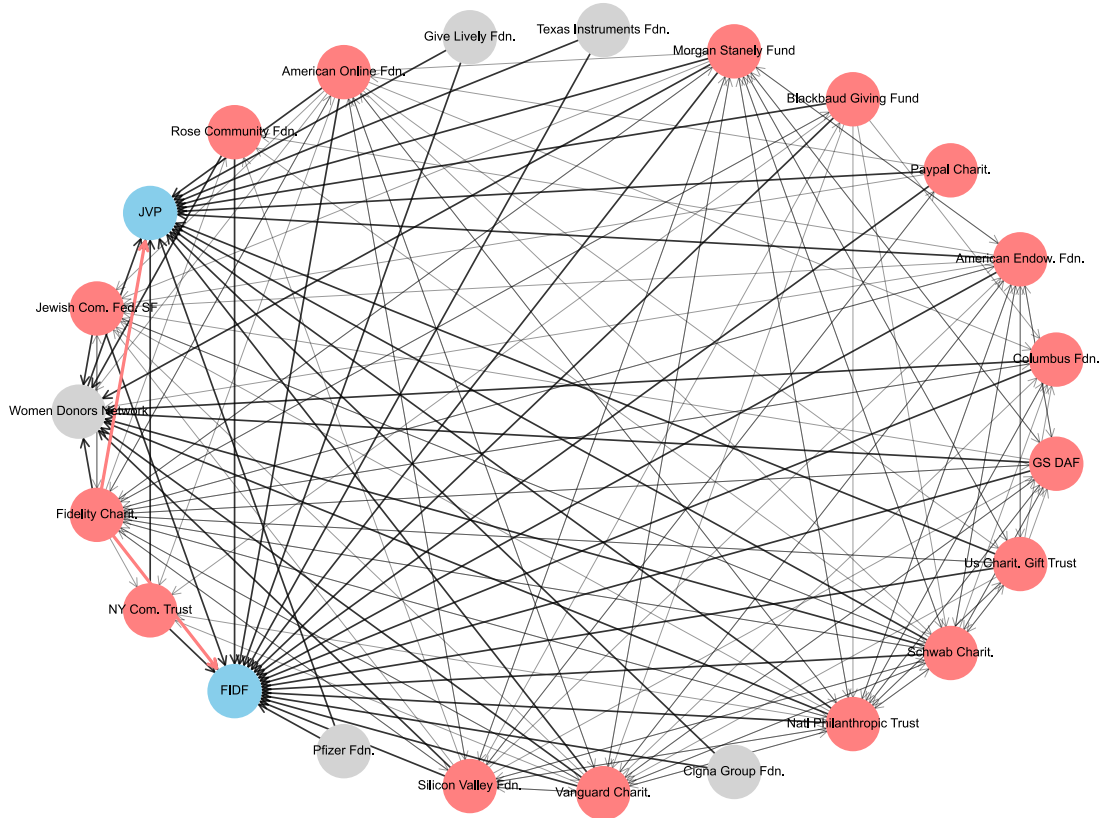 Give Lively Fdn.
Texas Instruments Fdn.
Morgan Stanely Fund
American Online Fdn.
Blackbaud Giving Fund
Rose Community Fdn.
Paypal Charit.
JVP
American Endow. Fdn.
Jewish Com. Fed. SF
Columbus Fdn.
Women Donors Network
GS DAF
Fidelity Charit.
Us Charit. Gift Trust
NY Com. Trust
Schwab Charit.
FIDF
Natl Philanthropic Trust
Pfizer Fdn.
Cigna Group Fdn.
Silicon Valley Fdn.
Vanguard Charit.